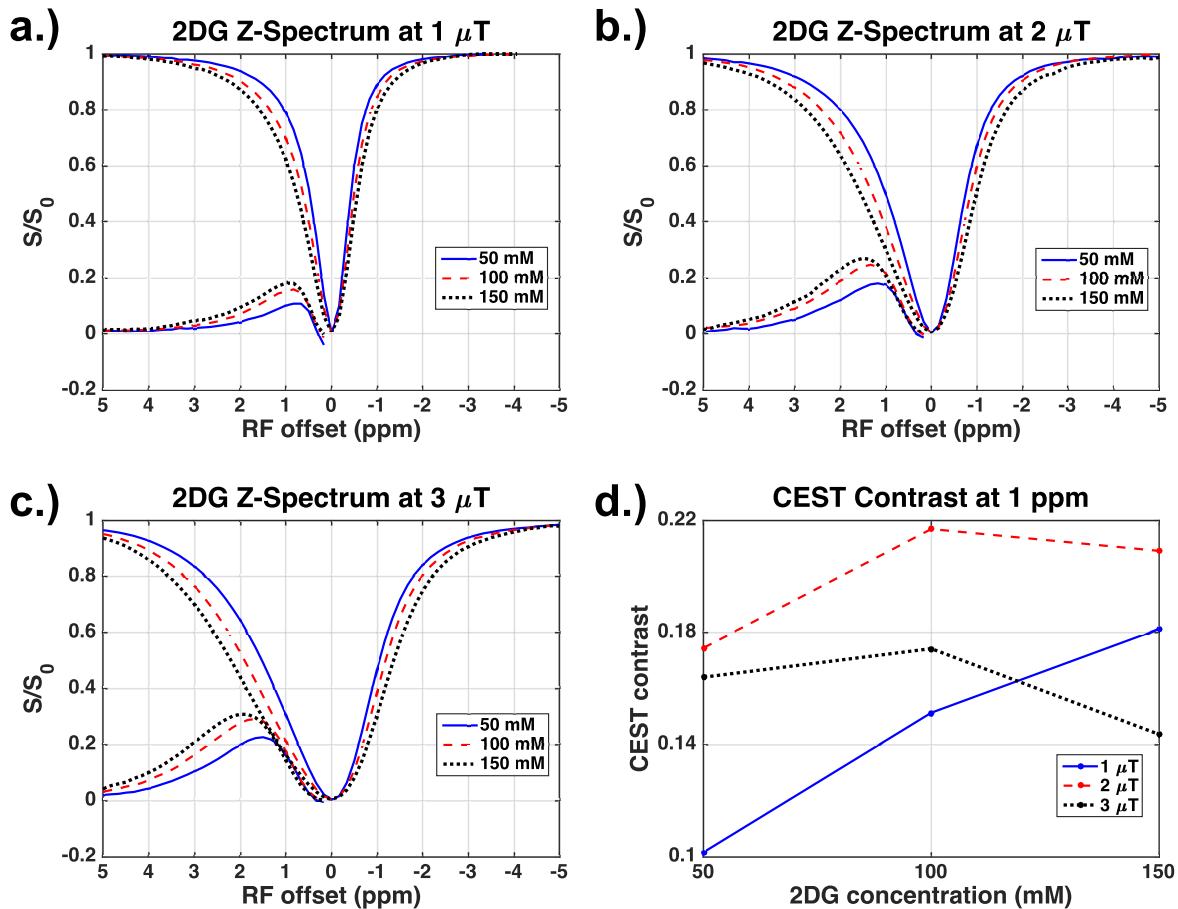 a.)
2DG Z-Spectrum at 1 μT
1
0.8
0.6
0.4
0.2
0
-0.2
S/S0
50 mM
100 mM
150 mM
5 4 3 2 1 0 -1 -2 -3 -4 -5
RF offset (ppm)
b.)
2DG Z-Spectrum at 2 μT
1
0.8
0.6
0.4
0.2
0
-0.2
S/S0
50 mM
100 mM
150 mM
5 4 3 2 1 0 -1 -2 -3 -4 -5
RF offset (ppm)
c.)
2DG Z-Spectrum at 3 μT
1
0.8
0.6
0.4
0.2
0
-0.2
S/S0
50 mM
100 mM
150 mM
5 4 3 2 1 0 -1 -2 -3 -4 -5
RF offset (ppm)
d.)
CEST Contrast at 1 ppm
0.22
0.18
0.14
0.1
CEST contrast
1 μT
2 μT
3 μT
50 100 150
2DG concentration (mM)